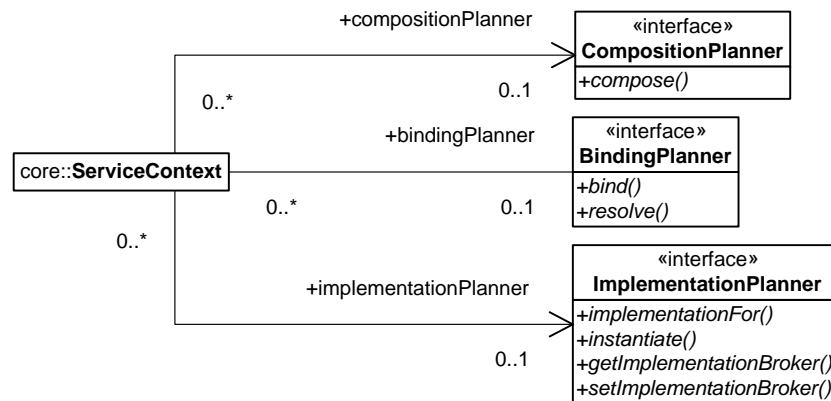 +compositionPlanner
«interface»
CompositionPlanner
+compose()
0..*
0..1
+bindingPlanner
«interface»
BindingPlanner
core::ServiceContext
+bind()
+resolve()
0..*
0..1
0..*
«interface»
ImplementationPlanner
+implementationPlanner
+implementationFor()
+instantiate()
+getImplementationBroker()
+setImplementationBroker()
0..1